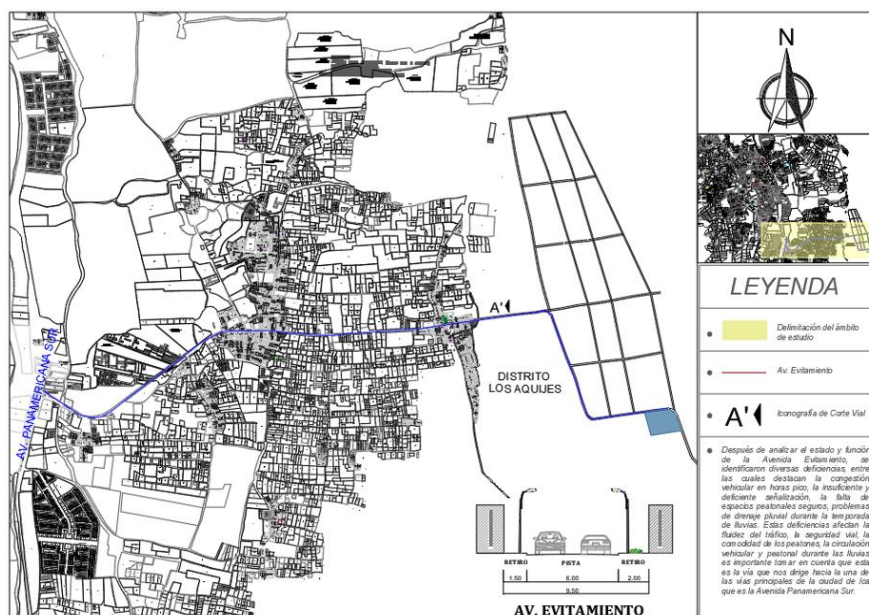 N
AV. PANAMERICANA SUR
A'
DISTRITO
LOS AQUIJES
RETIRO PISTA RETIRO
1.50 6.00 2.00
9.50
AV. EVITAMIENTO
LEYENDA
Delimitación del ámbito
de estudio
Av. Evitamiento
A' Iconografía de Corte Vial
Después de analizar el estado y función
de la Avenida Evitamiento, se
identificaron diversas deficiencias, entre
las cuales destacan la congestión
vehicular en horas pico, la insuficiente y
deficiente señalización, la falta de
espacios peatonales seguros, problemas
de drenaje pluvial durante la temporada
de lluvias. Estas deficiencias afectan la
fluidez del tráfico, la seguridad vial, la
comodidad de los peatones, la circulación
vehicular y peatonal durante las lluvias
es importante tomar en cuenta que esta
es la vía que nos dirige hacia la una de
las vías principales de la ciudad de Ica
que es la Avenida Panamericana Sur.